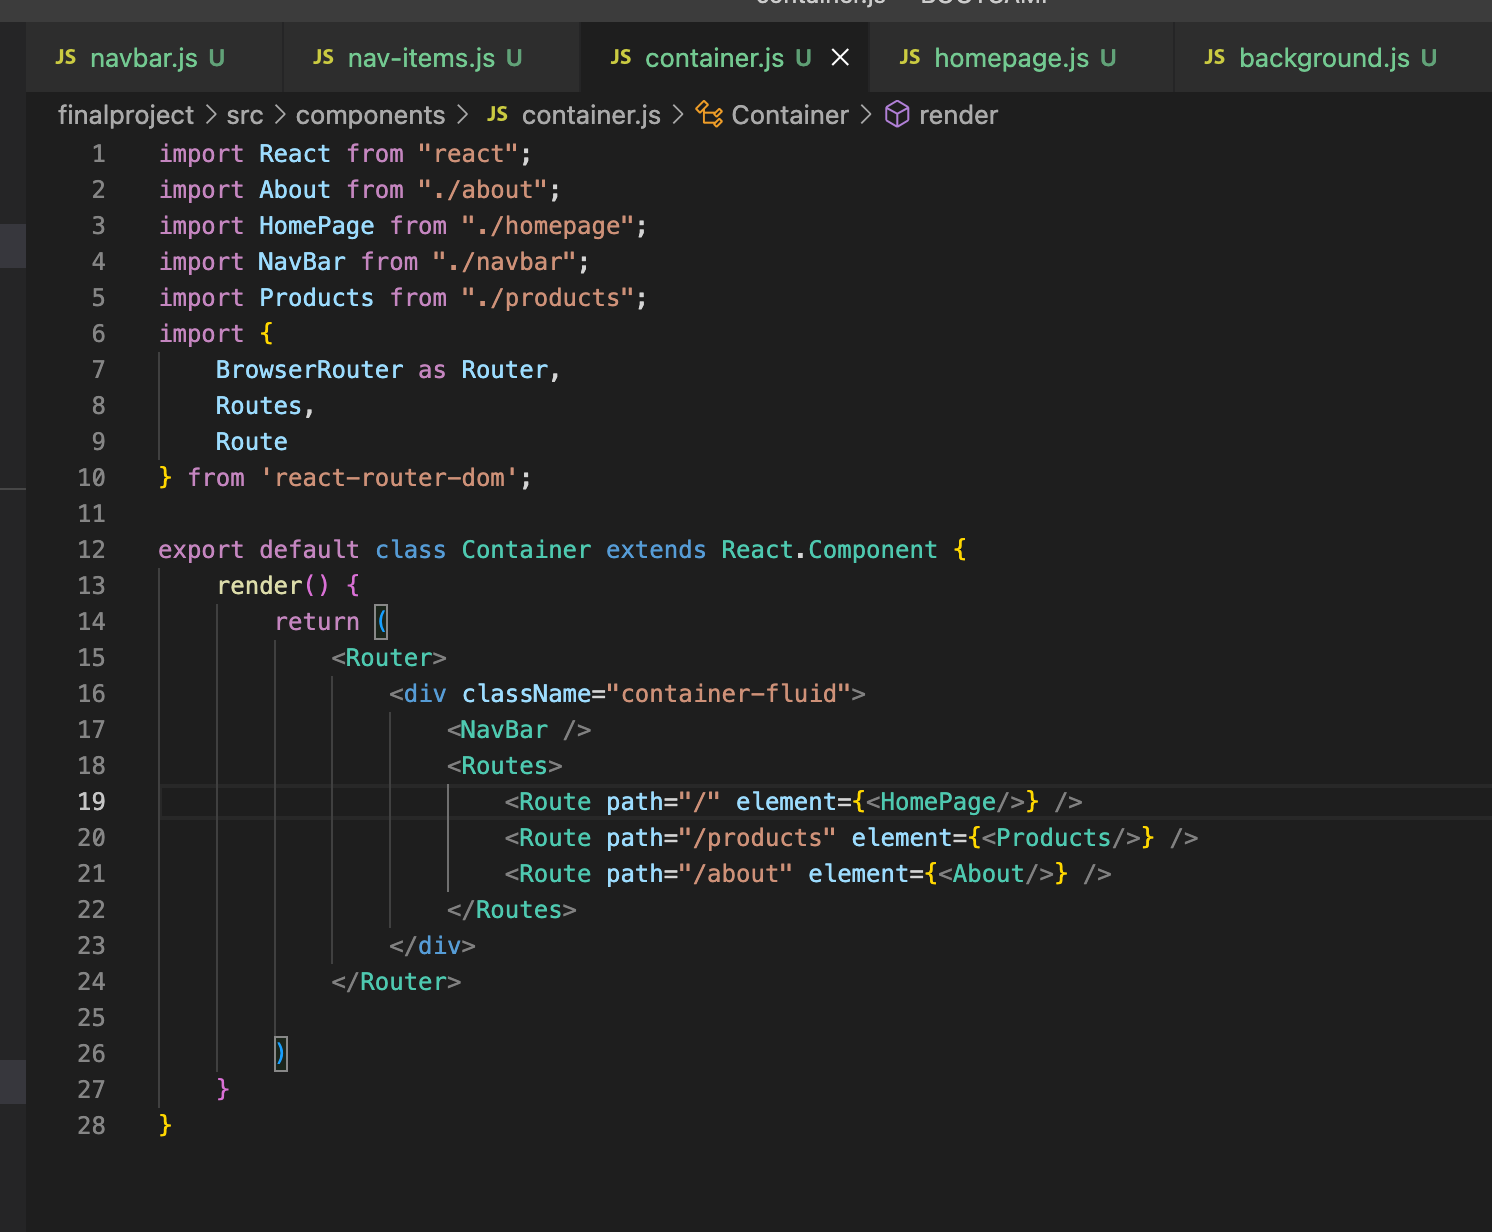 JS navbar.js U JS nav-items.js U JS container.js U JS homepage.js U JS background.js U
finalproject > src > components > JS container.js > Container > render
1 import React from "react";
2 import About from "./about";
3 import HomePage from "./homepage";
4 import NavBar from "./navbar";
5 import Products from "./products";
6 import {
7     BrowserRouter as Router,
8     Routes,
9     Route
10 } from 'react-router-dom';
11
12 export default class Container extends React.Component {
13     render() {
14         return (
15             <Router>
16                 <div className="container-fluid">
17                     <NavBar />
18                     <Routes>
19                         <Route path="/" element={<HomePage/>} />
20                         <Route path="/products" element={<Products/>} />
21                         <Route path="/about" element={<About/>} />
22                     </Routes>
23                 </div>
24             </Router>
25
26         )
27     }
28 }